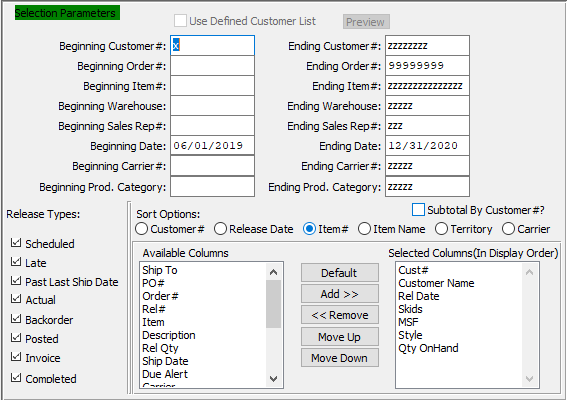 Selection Parameters
Use Defined Customer List
Preview
Beginning Customer#: x Ending Customer#: zzzzzzzz
Beginning Order#: Ending Order#: 99999999
Beginning Item#: Ending Item#: zzzzzzzzzzzzzzz
Beginning Warehouse: Ending Warehouse: zzzzz
Beginning Sales Rep#: Ending Sales Rep#: zzz
Beginning Date: 06/01/2019 Ending Date: 12/31/2020
Beginning Carrier#: Ending Carrier#: zzzzz
Beginning Prod. Category: Ending Prod. Category: zzzzz
Subtotal By Customer#?
Release Types:
Scheduled
Late
Past Last Ship Date
Actual
Backorder
Posted
Invoice
Completed
Sort Options:
Customer# Release Date Item# Item Name Territory Carrier
Available Columns
Ship To
PO#
Order#
Rel#
Item
Description
Rel Qty
Ship Date
Due Alert
Carrier
Default
Add >>
<< Remove
Move Up
Move Down
Selected Columns(In Display Order)
Cust#
Customer Name
Rel Date
Skids
MSF
Style
Qty OnHand